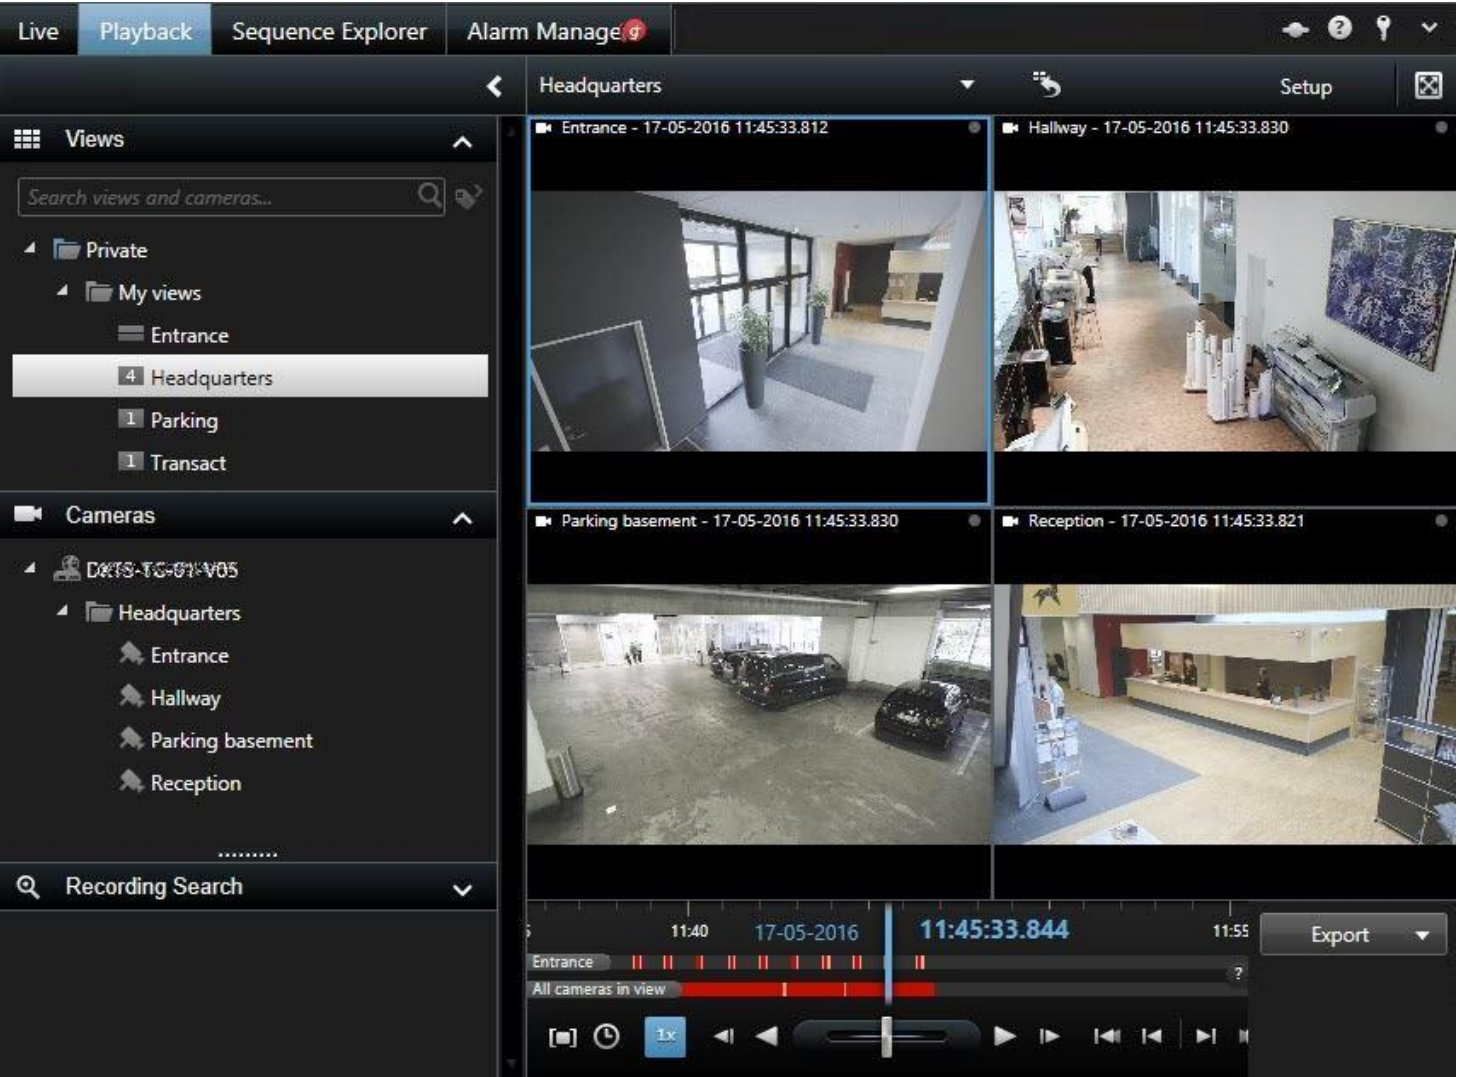 Live Playback Sequence Explorer Alarm Manager
Headquarters Setup
Views
Search views and cameras...
Private
My views
Entrance
4 Headquarters
1 Parking
1 Transact
Cameras
Headquarters
Entrance
Hallway
Parking basement
Reception
Recording Search
Entrance - 17-05-2016 11:45:33.812
Hallway - 17-05-2016 11:45:33.830
Parking basement - 17-05-2016 11:45:33.830
Reception - 17-05-2016 11:45:33.821
11:40 17-05-2016 11:45:33.844 11:55
Export
Entrance
?
All cameras in view
1x